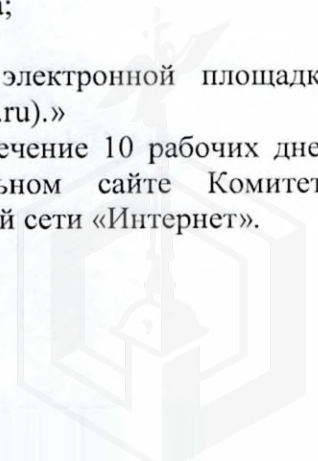 электронной площадк
.ru).»
ечение 10 рабочих дне
ьном сайте Комитет
й сети «Интернет».